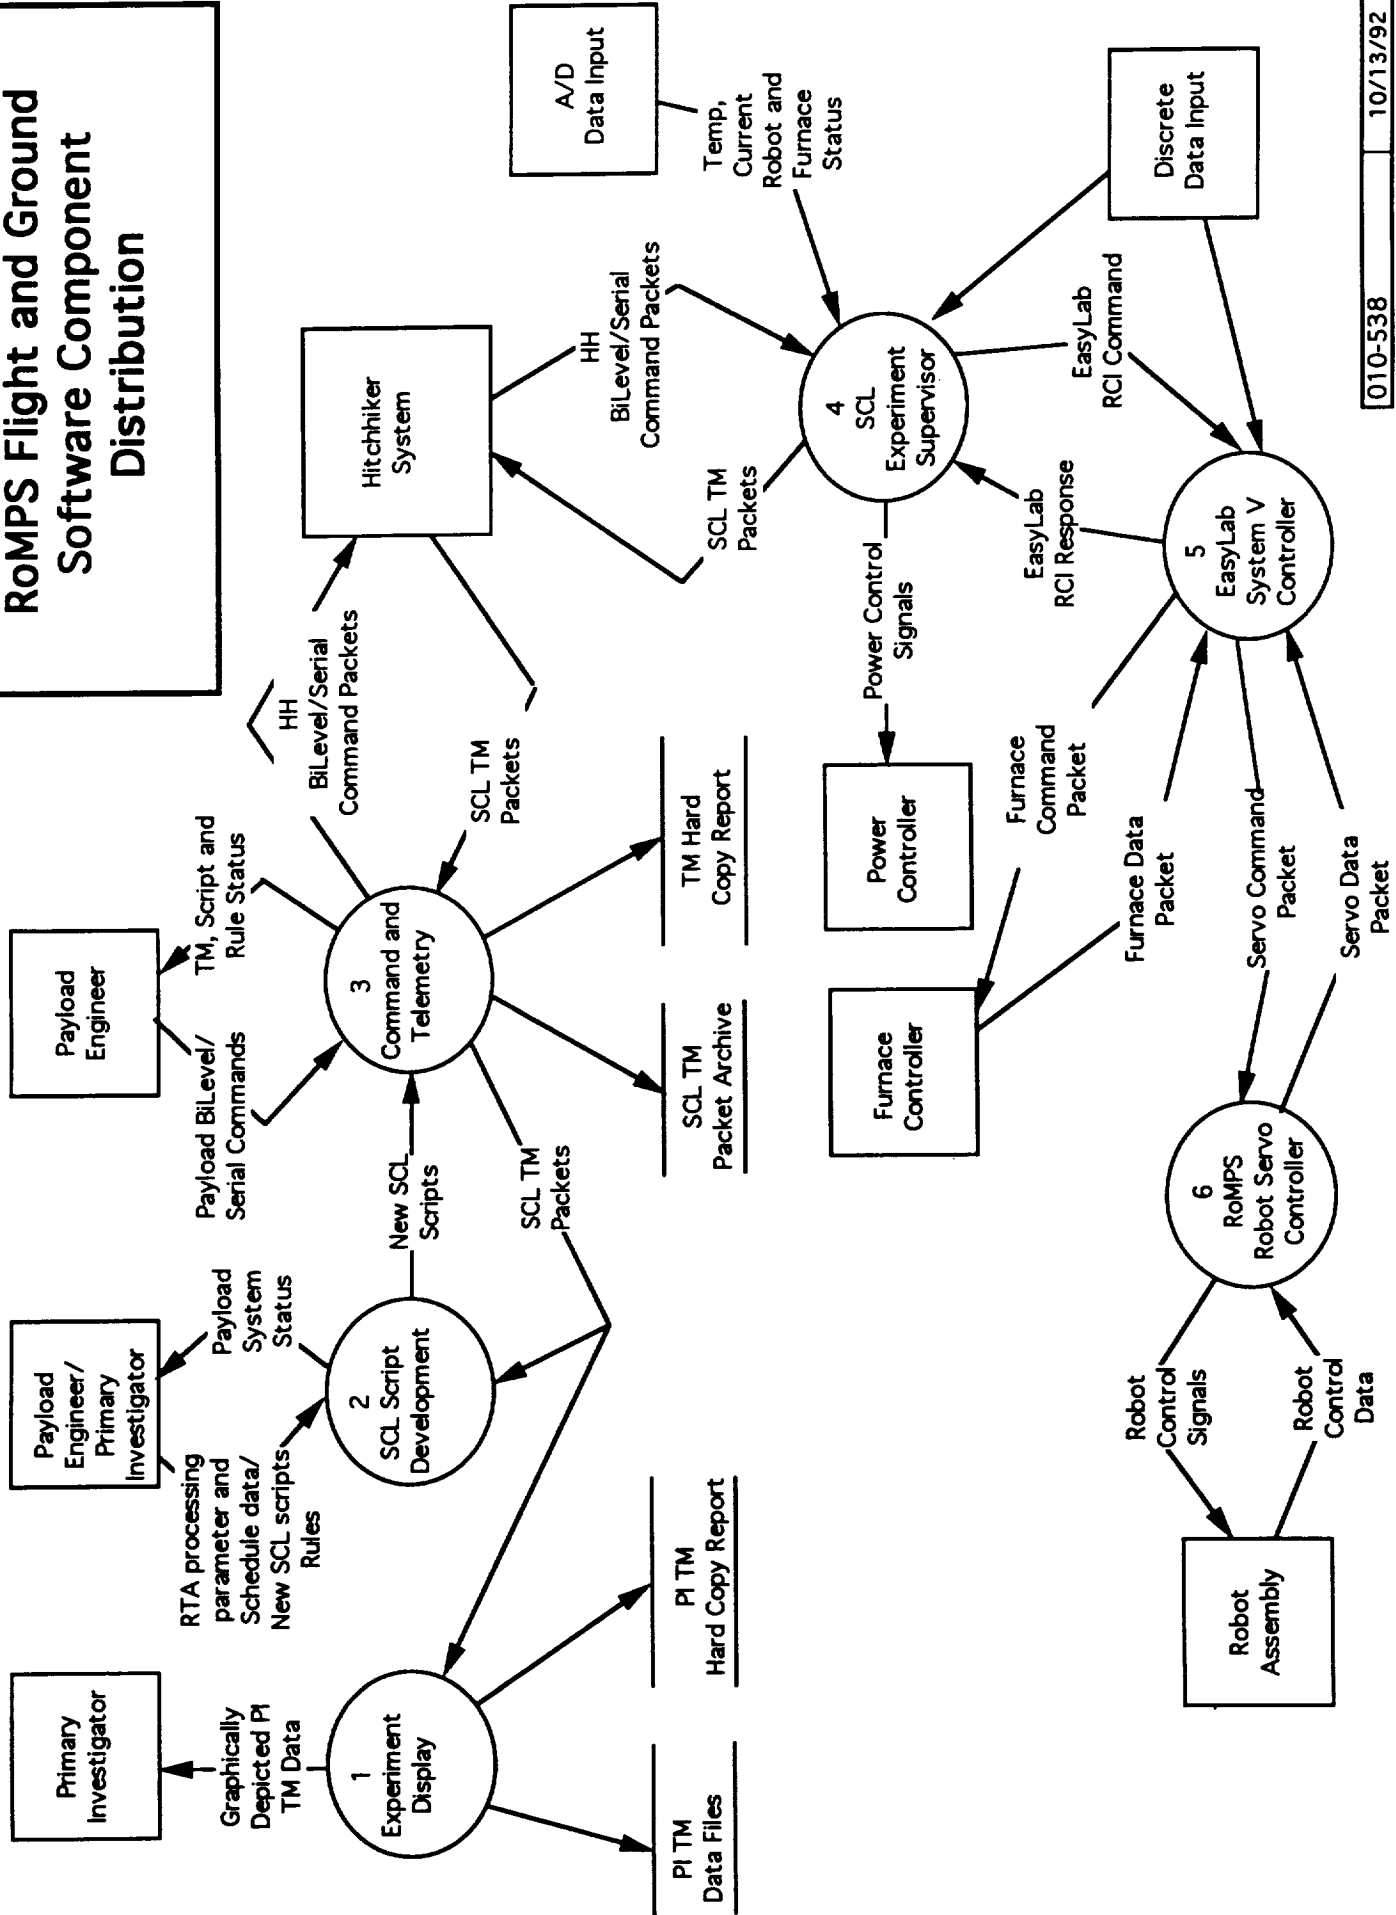 RoMPS Flight and Ground
Software Component
Distribution
Primary
Investigator
Graphically
Depicted PI
TM Data
1
Experiment
Display
PI TM
Data Files
PI TM
Hard Copy Report
Payload
Engineer/
Primary
Investigator
RTA processing
parameter and
Schedule data/
New SCL scripts
Rules
Payload
System
Status
2
SCL Script
Development
New SCL
Scripts
SCL TM
Packets
Payload
Engineer
Payload BiLevel/
Serial Commands
TM, Script and
Rule Status
3
Command and
Telemetry
SCL TM
Packet Archive
TM Hard
Copy Report
HH
BiLevel/Serial
Command Packets
SCL TM
Packets
Hitchhiker
System
SCL TM
Packets
HH
BiLevel/Serial
Command Packets
A/D
Data Input
Temp,
Current
Robot and
Furnace
Status
4
SCL
Experiment
Supervisor
Power Control
Signals
Power
Controller
EasyLab
RCI Response
EasyLab
RCI Command
Discrete
Data Input
5
EasyLab
System V
Controller
Furnace
Command
Packet
Furnace Data
Packet
Furnace
Controller
Servo Command
Packet
Servo Data
Packet
6
RoMPS
Robot Servo
Controller
Robot
Control
Signals
Robot
Control
Data
Robot
Assembly
010-538
10/13/92